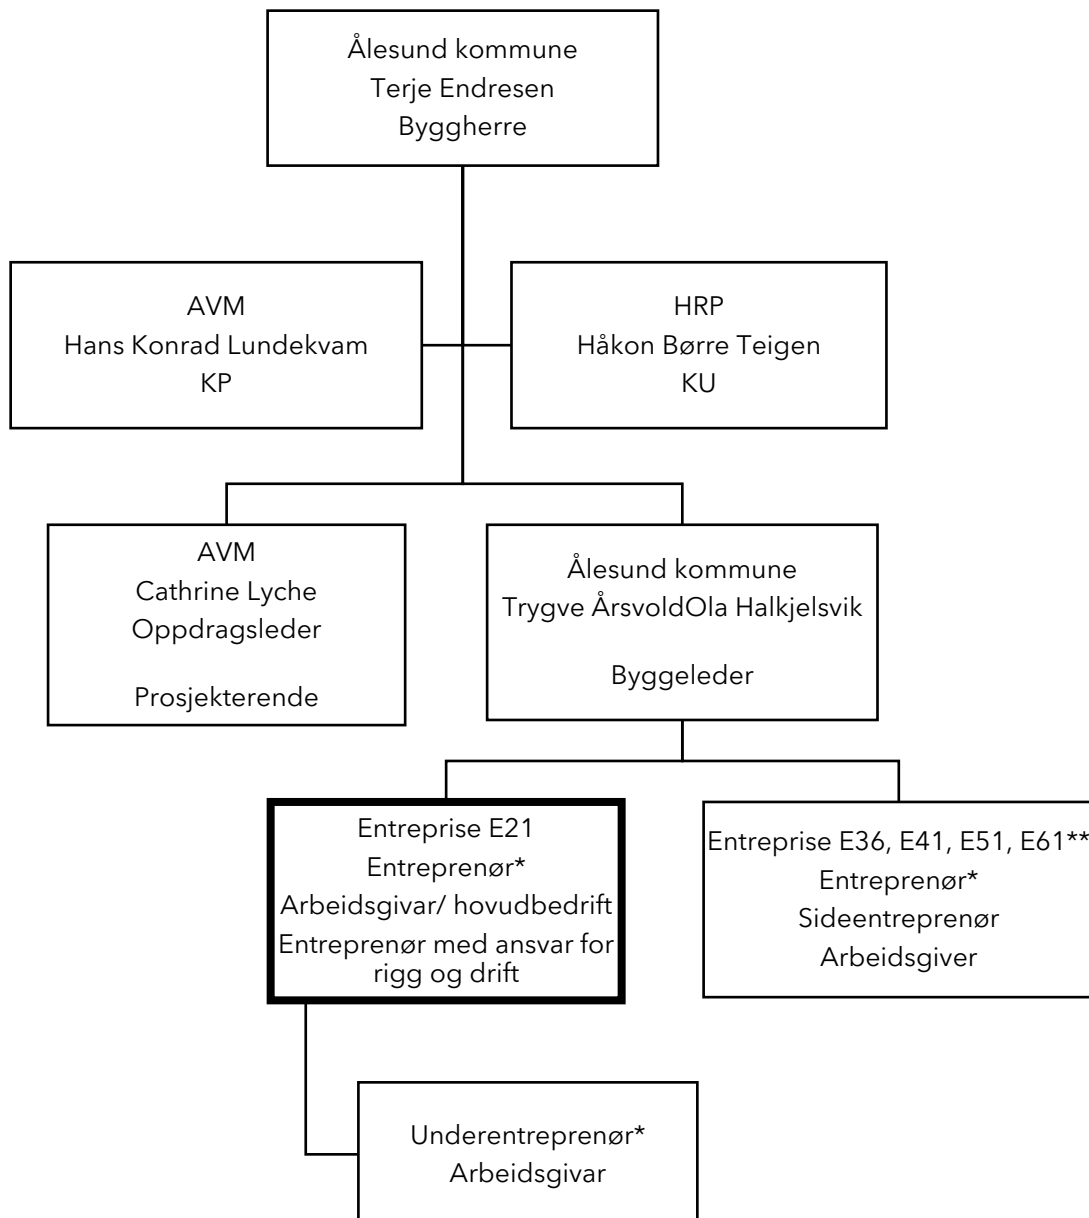 Ålesund kommune
Terje Endresen
Byggherre
AVM
Hans Konrad Lundekvam
KP
HRP
Håkon Børre Teigen
KU
AVM
Cathrine Lyche
Oppdragsleder
Prosjekterende
Ålesund kommune
Trygve ÅrsvoldOla Halkjelsvik
Byggeleder
Entreprise E21
Entreprenør*
Arbeidsgivar/ hovudbedrift
Entreprenør med ansvar for
rigg og drift
Entreprise E36, E41, E51, E61**
Entreprenør*
Sideentreprenør
Arbeidsgiver
Underentreprenør*
Arbeidsgivar